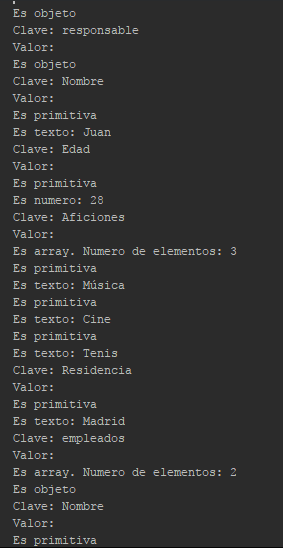 Es objeto
Clave: responsable
Valor:
Es objeto
Clave: Nombre
Valor:
Es primitiva
Es texto: Juan
Clave: Edad
Valor:
Es primitiva
Es numero: 28
Clave: Aficiones
Valor:
Es array. Numero de elementos: 3
Es primitiva
Es texto: Música
Es primitiva
Es texto: Cine
Es primitiva
Es texto: Tenis
Clave: Residencia
Valor:
Es primitiva
Es texto: Madrid
Clave: empleados
Valor:
Es array. Numero de elementos: 2
Es objeto
Clave: Nombre
Valor:
Es primitiva